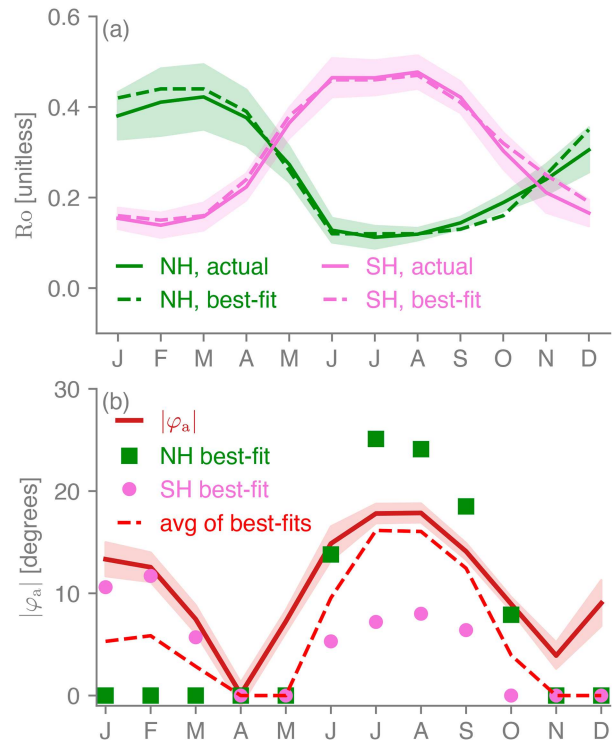 (a)
0.6
0.4
0.2
0.0
Ro [unitless]
NH, actual
SH, actual
NH, best-fit
SH, best-fit
J F M A M J J A S O N D
(b)
30
20
10
0
|φₐ| [degrees]
|φₐ|
NH best-fit
SH best-fit
avg of best-fits
J F M A M J J A S O N D